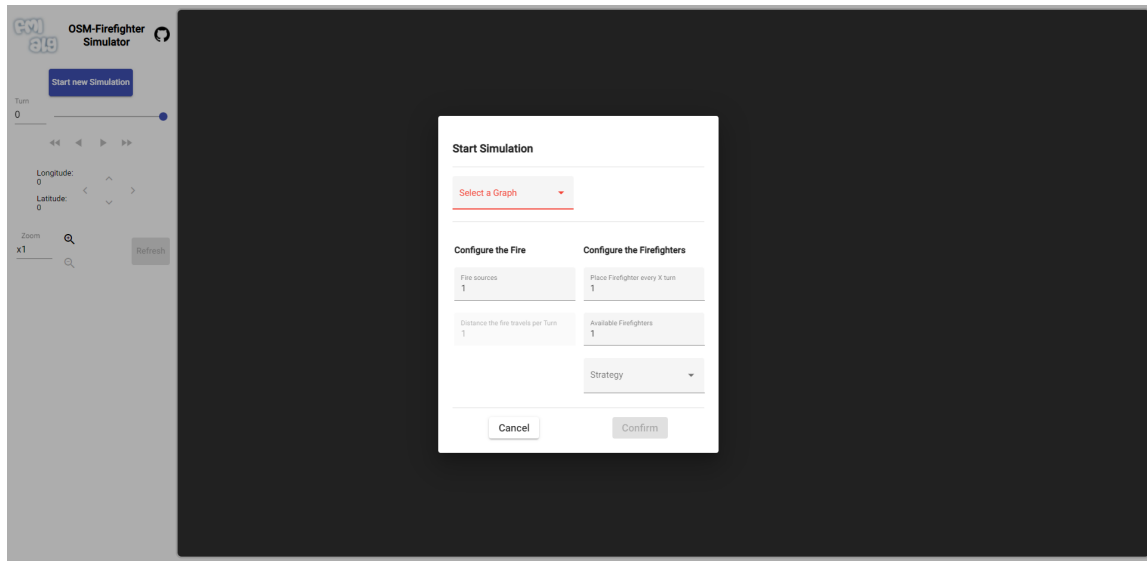 OSM-Firefighter
Simulator
Start new Simulation
Turn
0
Longitude:
0
Latitude:
0
Zoom
x1
Refresh
Start Simulation
Select a Graph
Configure the Fire
Configure the Firefighters
Fire sources
1
Place Firefighter every X turn
1
Distance the fire travels per Turn
1
Available Firefighters
1
Strategy
Cancel
Confirm